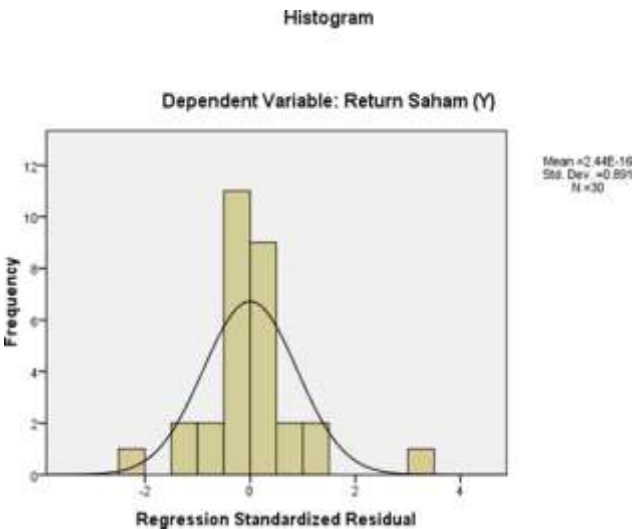 Histogram
Dependent Variable: Return Saham (Y)
Mean =2.44E-16
Std. Dev. =0.891
N =30
12
10
8
6
4
2
0
Frequency
-2
0
2
4
Regression Standardized Residual